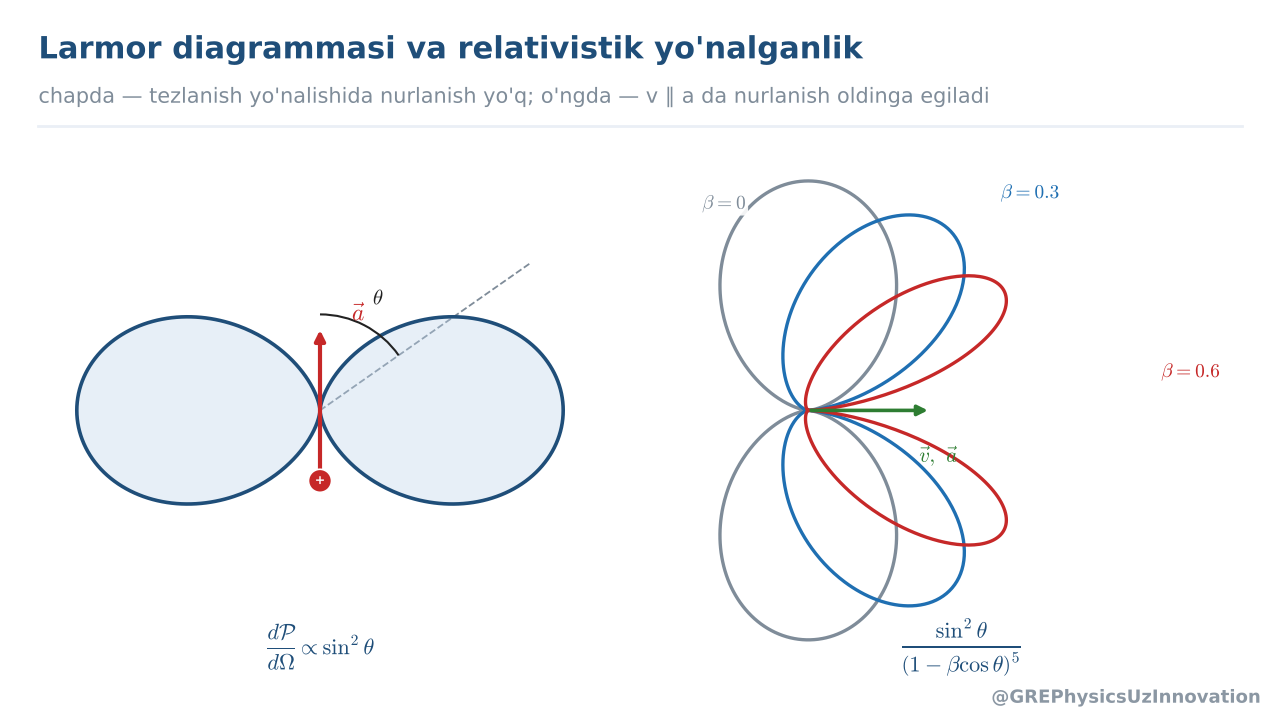 Larmor diagrammasi va relativistik yo'nalganlik
chapda — tezlanish yo'nalishida nurlanish yo'q; o'ngda — v ∥ a da nurlanish oldinga egiladi
β = 0
β = 0.3
θ
a⃗
β = 0.6
v⃗, a⃗
+
d𝒫/dΩ ∝ sin² θ
sin² θ / (1 − βcos θ)⁵
@GREPhysicsUzInnovation